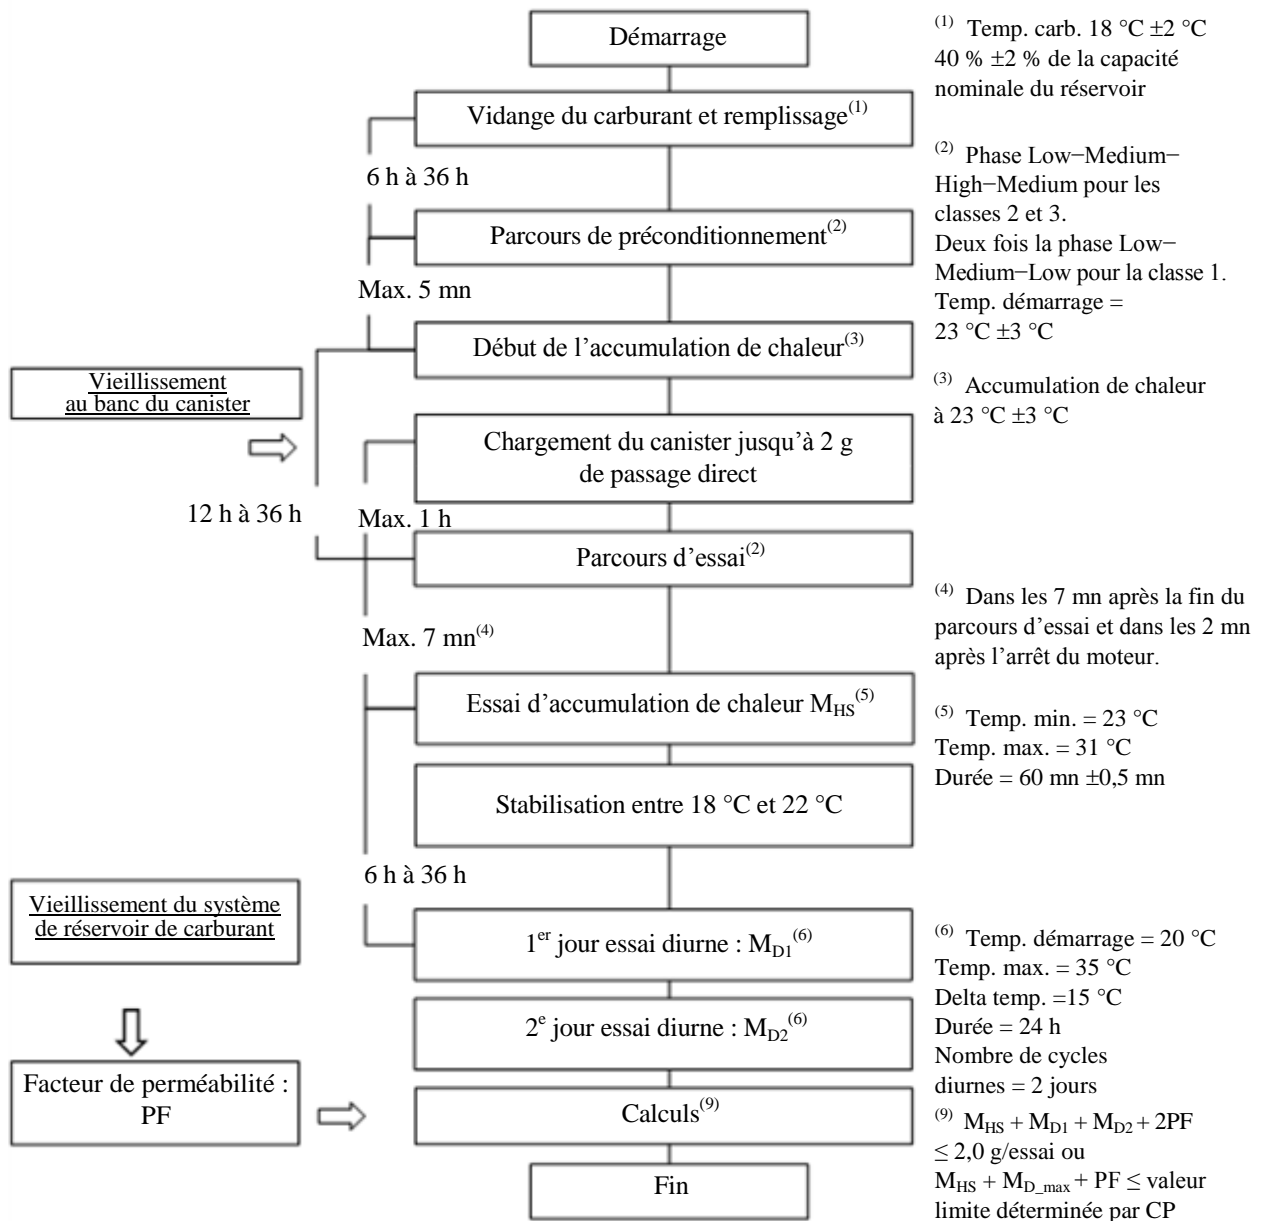 Démarrage
Vidange du carburant et remplissage(1)
6 h à 36 h
Parcours de préconditionnement(2)
Max. 5 mn
Début de l’accumulation de chaleur(3)
Vieillissement
au banc du canister
Chargement du canister jusqu’à 2 g
de passage direct
12 h à 36 h
Max. 1 h
Parcours d’essai(2)
Max. 7 mn(4)
Essai d’accumulation de chaleur MHS(5)
Stabilisation entre 18 °C et 22 °C
6 h à 36 h
Vieillissement du système
de réservoir de carburant
1er jour essai diurne : MD1(6)
2e jour essai diurne : MD2(6)
Facteur de perméabilité :
PF
Calculs(9)
Fin
(1) Temp. carb. 18 °C ±2 °C
40 % ±2 % de la capacité
nominale du réservoir
(2) Phase Low−Medium−
High−Medium pour les
classes 2 et 3.
Deux fois la phase Low−
Medium−Low pour la classe 1.
Temp. démarrage =
23 °C ±3 °C
(3) Accumulation de chaleur
à 23 °C ±3 °C
(4) Dans les 7 mn après la fin du
parcours d’essai et dans les 2 mn
après l’arrêt du moteur.
(5) Temp. min. = 23 °C
Temp. max. = 31 °C
Durée = 60 mn ±0,5 mn
(6) Temp. démarrage = 20 °C
Temp. max. = 35 °C
Delta temp. =15 °C
Durée = 24 h
Nombre de cycles
diurnes = 2 jours
(9) MHS + MD1 + MD2 + 2PF
≤ 2,0 g/essai ou
MHS + MD_max + PF ≤ valeur
limite déterminée par CP